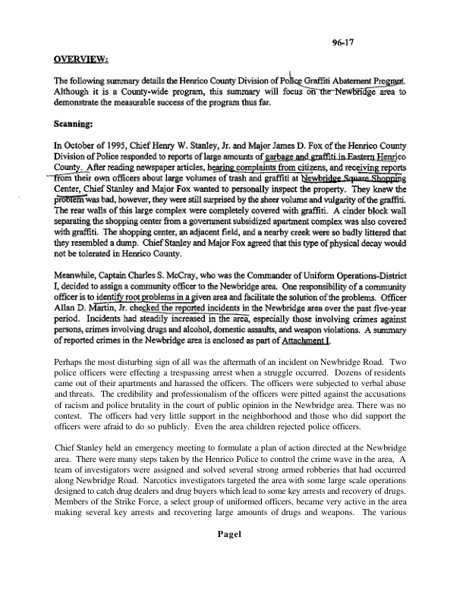 96-17
OVERVIEW:
The following summary details the Henrico County Division of Police Graffiti Abatement Program.
Although it is a County-wide program, this summary will focus on the Newbridge area to
demonstrate the measurable success of the program thus far.
Scanning:
In October of 1995, Chief Henry W. Stanley, Jr. and Major James D. Fox of the Henrico County
Division of Police responded to reports of large amounts of garbage and graffiti in Eastern Henrico
County. After reading newspaper articles, hearing complaints from citizens, and receiving reports
from their own officers about large volumes of trash and graffiti at Newbridge Square Shopping
Center, Chief Stanley and Major Fox wanted to personally inspect the property. They knew the
problem was bad, however, they were still surprised by the sheer volume and vulgarity of the graffiti.
The rear walls of this large complex were completely covered with graffiti. A cinder block wall
separating the shopping center from a government subsidized apartment complex was also covered
with graffiti. The shopping center, an adjacent field, and a nearby creek were so badly littered that
they resembled a dump. Chief Stanley and Major Fox agreed that this type of physical decay would
not be tolerated in Henrico County.
Meanwhile, Captain Charles S. McCray, who was the Commander of Uniform Operations-District
I, decided to assign a community officer to the Newbridge area. One responsibility of a community
officer is to identify root problems in a given area and facilitate the solution of the problems. Officer
Allan D. Martin, Jr. checked the reported incidents in the Newbridge area over the past five-year
period. Incidents had steadily increased in the area, especially those involving crimes against
persons, crimes involving drugs and alcohol, domestic assaults, and weapon violations. A summary
of reported crimes in the Newbridge area is enclosed as part of Attachment I.
Perhaps the most disturbing sign of all was the aftermath of an incident on Newbridge Road. Two
police officers were effecting a trespassing arrest when a struggle occurred. Dozens of residents
came out of their apartments and harassed the officers. The officers were subjected to verbal abuse
and threats. The credibility and professionalism of the officers were pitted against the accusations
of racism and police brutality in the court of public opinion in the Newbridge area. There was no
contest. The officers had very little support in the neighborhood and those who did support the
officers were afraid to do so publicly. Even the area children rejected police officers.
Chief Stanley held an emergency meeting to formulate a plan of action directed at the Newbridge
area. There were many steps taken by the Henrico Police to control the crime wave in the area, A
team of investigators were assigned and solved several strong armed robberies that had occurred
along Newbridge Road. Narcotics investigators targeted the area with some large scale operations
designed to catch drug dealers and drug buyers which lead to some key arrests and recovery of drugs.
Members of the Strike Force, a select group of uniformed officers, became very active in the area
making several key arrests and recovering large amounts of drugs and weapons. The various
Page1